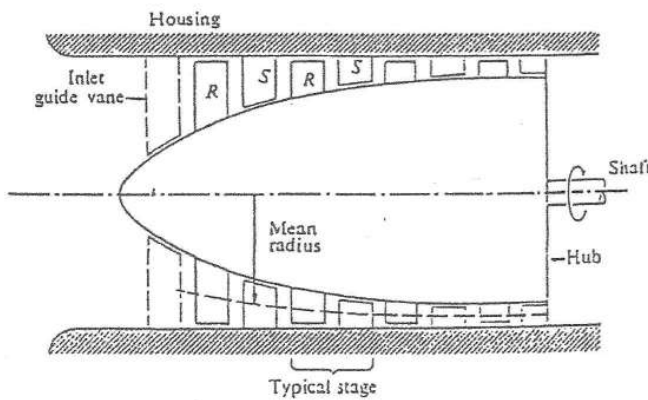 Housing
Inlet
guide vane
R
S
R
S
Shaft
Mean
radius
Hub
Typical stage